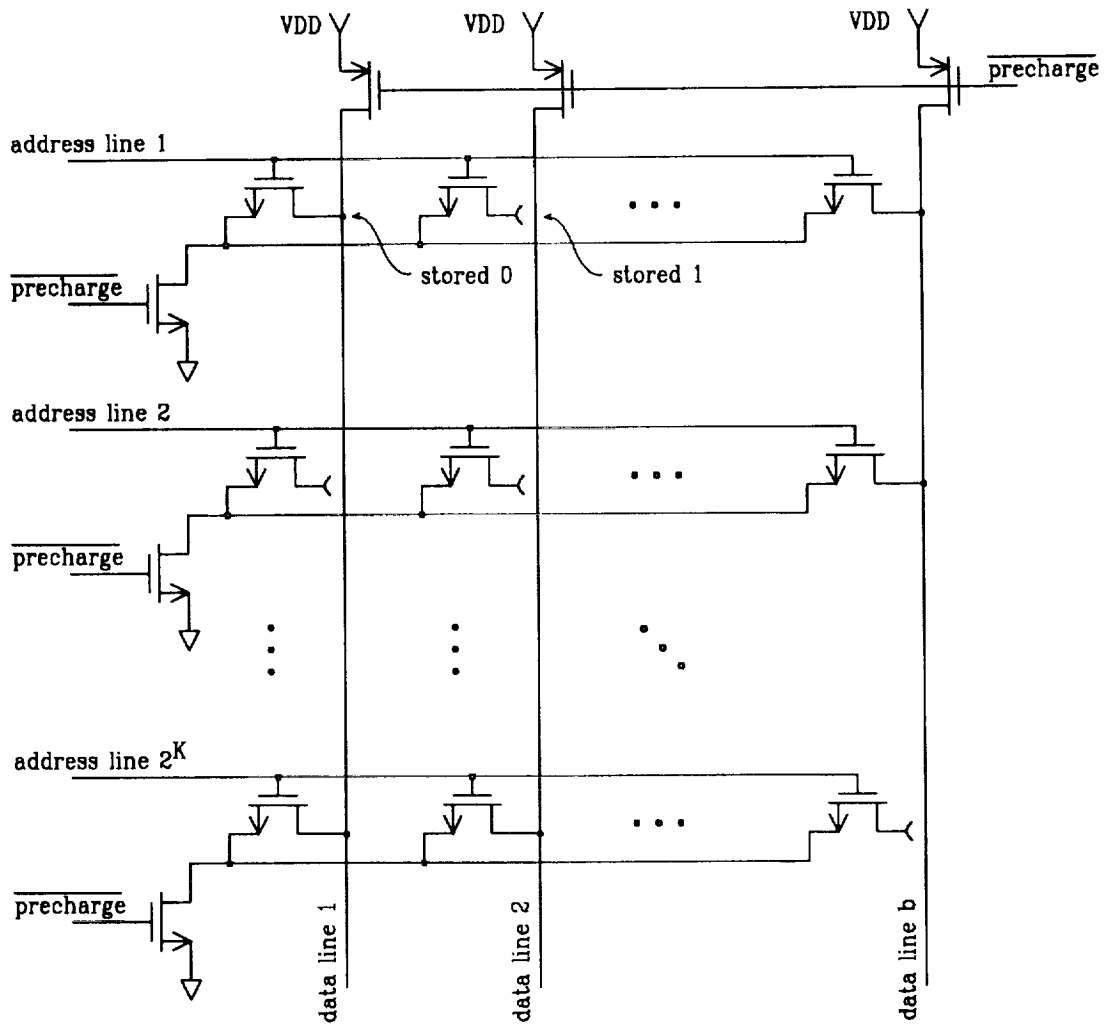 VDD VDD VDD
precharge
address line 1
stored 0 stored 1
precharge
address line 2
precharge
address line 2^K
precharge
data line 1
data line 2
data line b